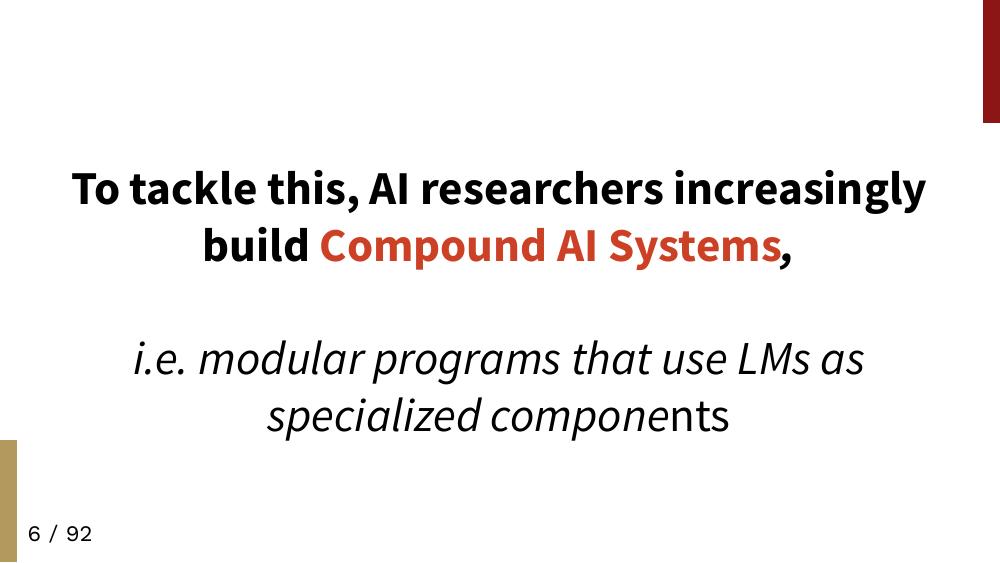 To tackle this, AI researchers increasingly
build Compound AI Systems,
i.e. modular programs that use LMs as
specialized components
6 / 92